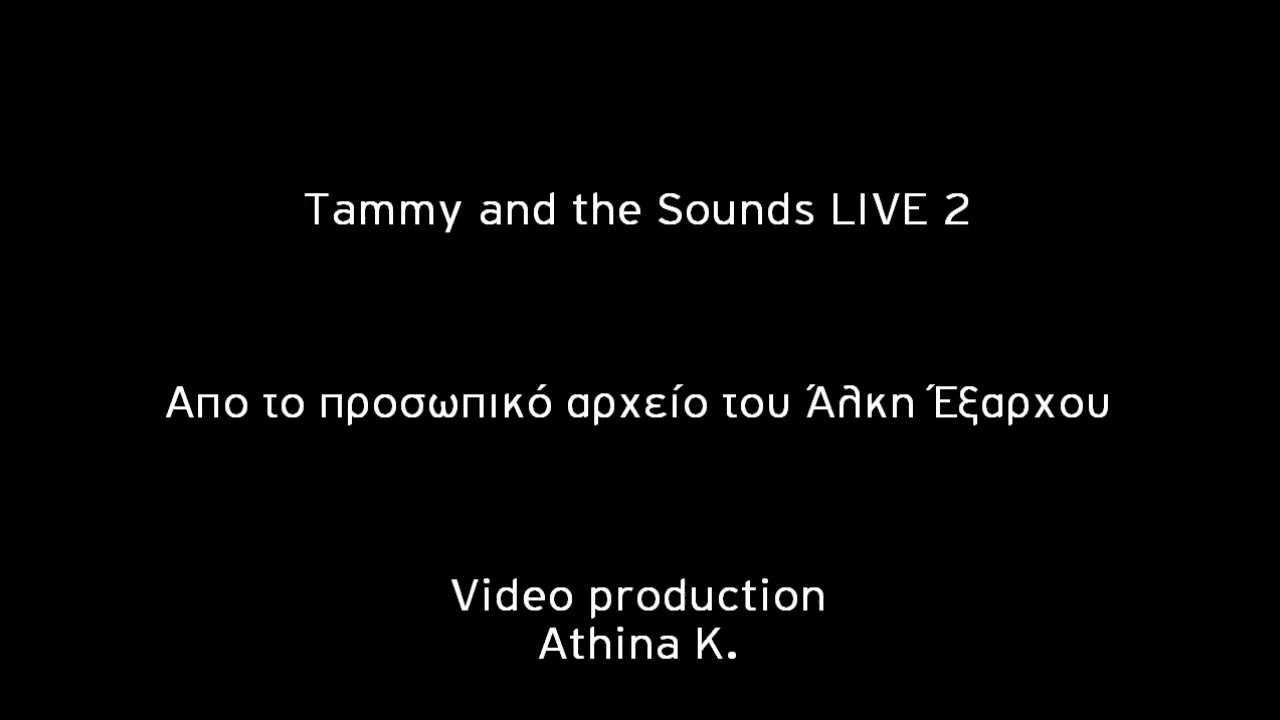 Tammy and the Sounds LIVE 2
Απο το προσωπικό αρχείο του Άλκη Έξαρχου
Video production
Athina K.